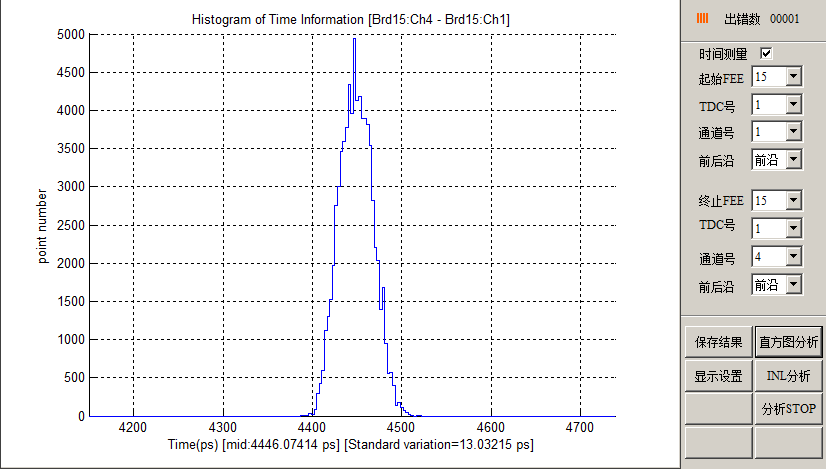 Histogram of Time Information [Brd15:Ch4 - Brd15:Ch1]
5000
4500
4000
3500
3000
2500
2000
1500
1000
500
0
point number
4200 4300 4400 4500 4600 4700
Time(ps) [mid:4446.07414 ps] [Standard variation=13.03215 ps]
出错数 00001
时间测量
起始FEE 15
TDC号 1
通道号 1
前后沿 前沿
终止FEE 15
TDC号 1
通道号 4
前后沿 前沿
保存结果 直方图分析
显示设置 INL分析
分析STOP